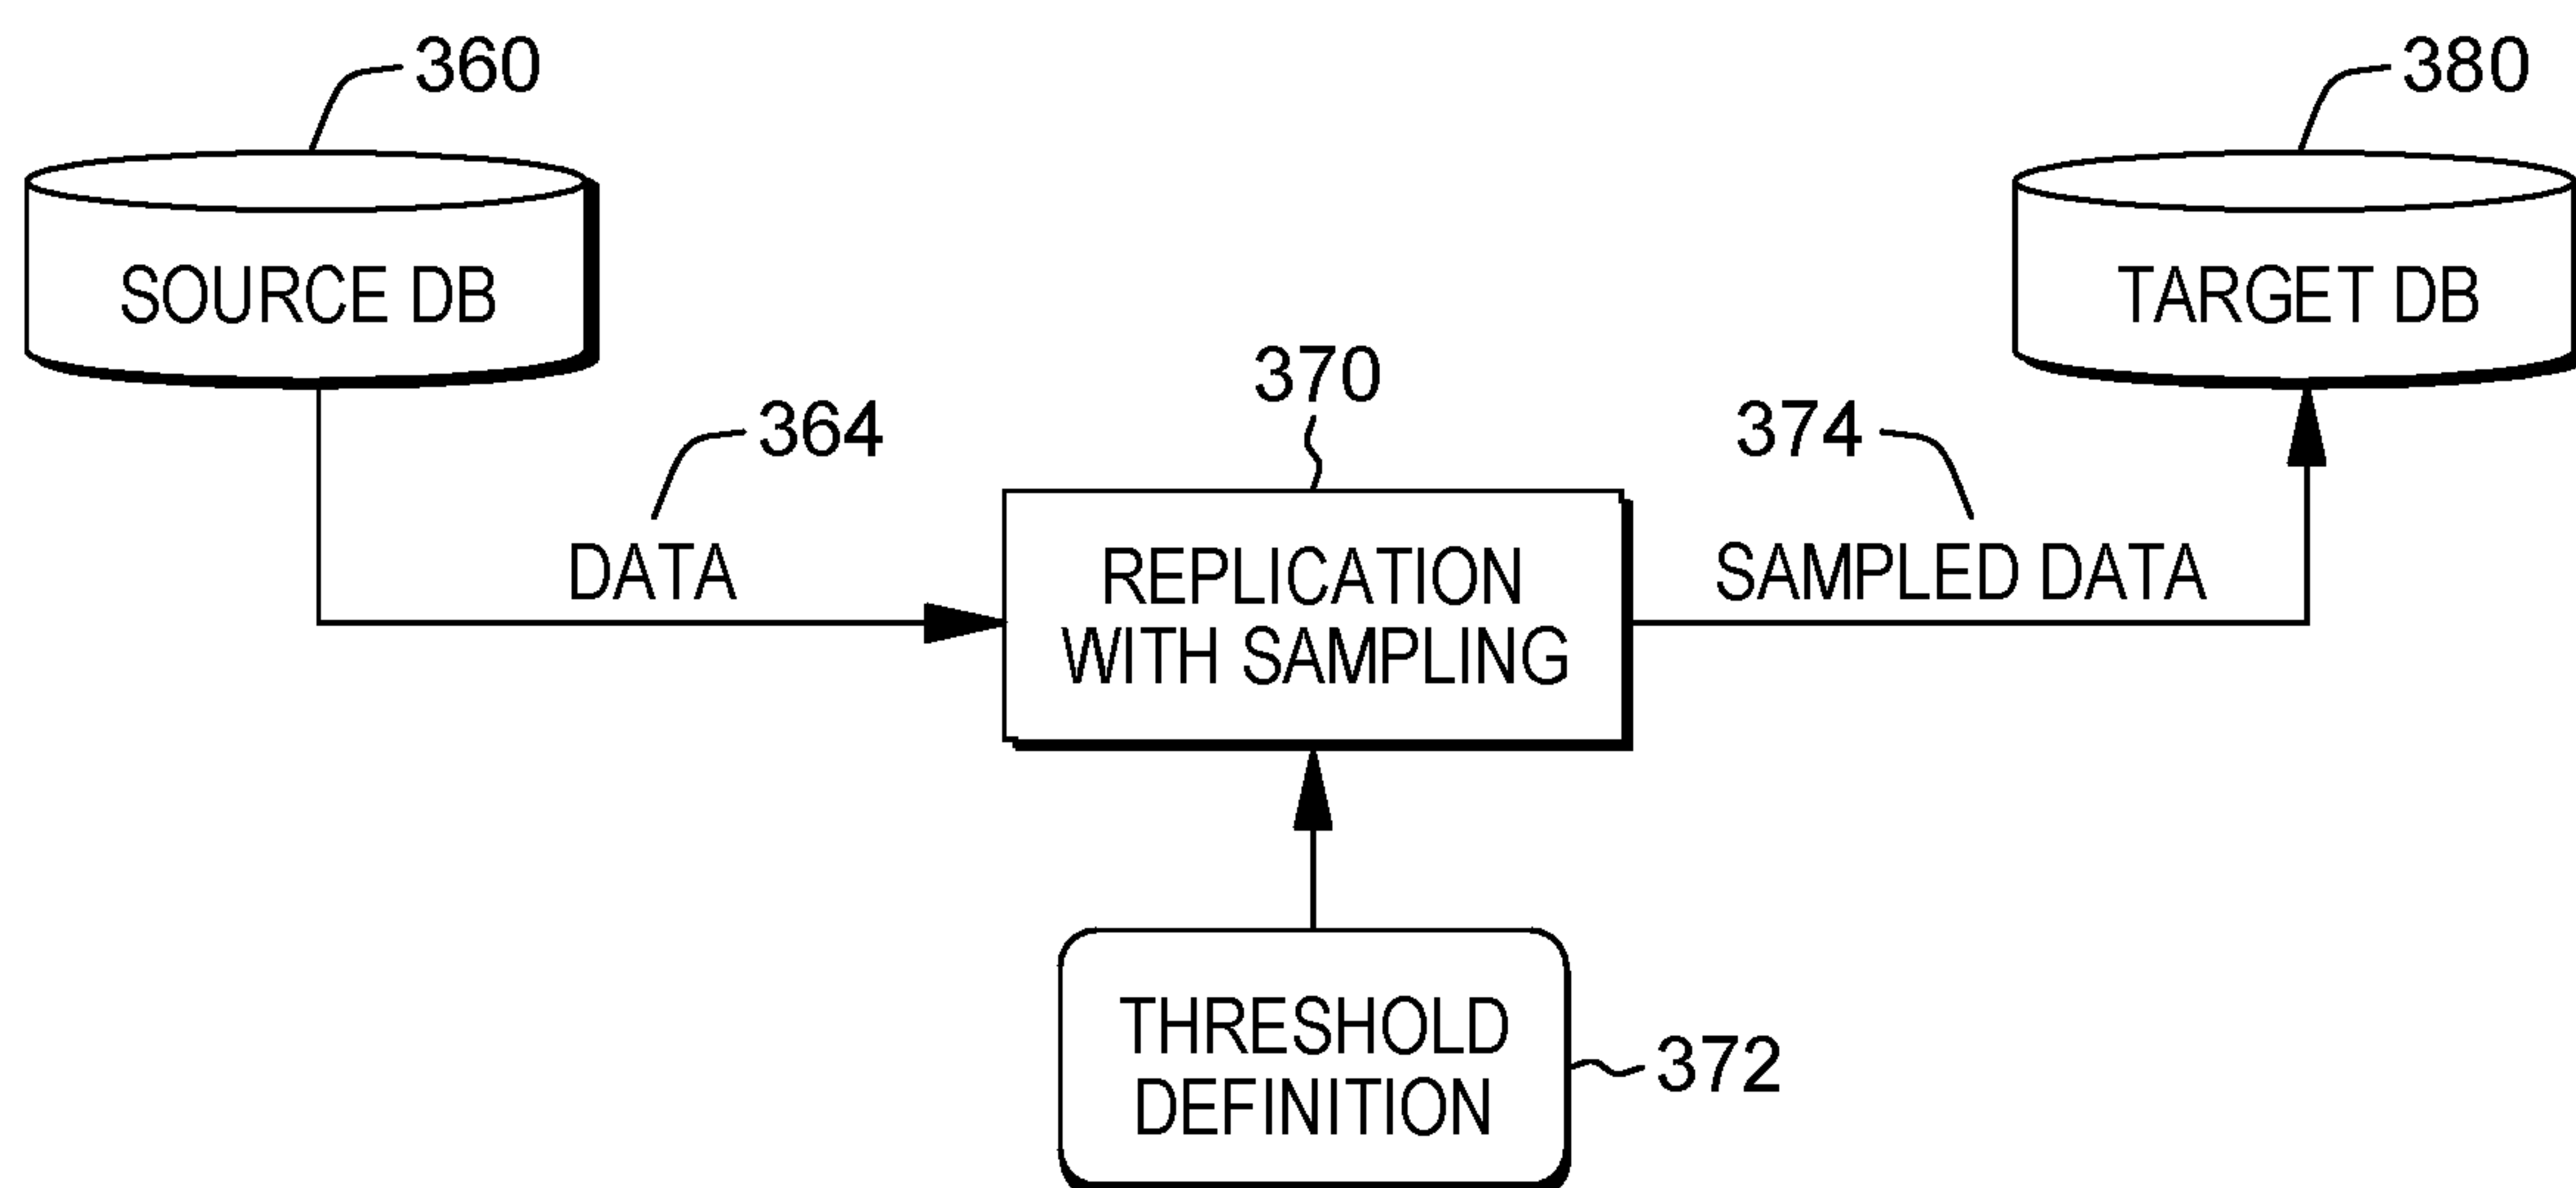 360
380
SOURCE DB
TARGET DB
370
364
374
DATA
REPLICATION
WITH SAMPLING
SAMPLED DATA
THRESHOLD
DEFINITION
372